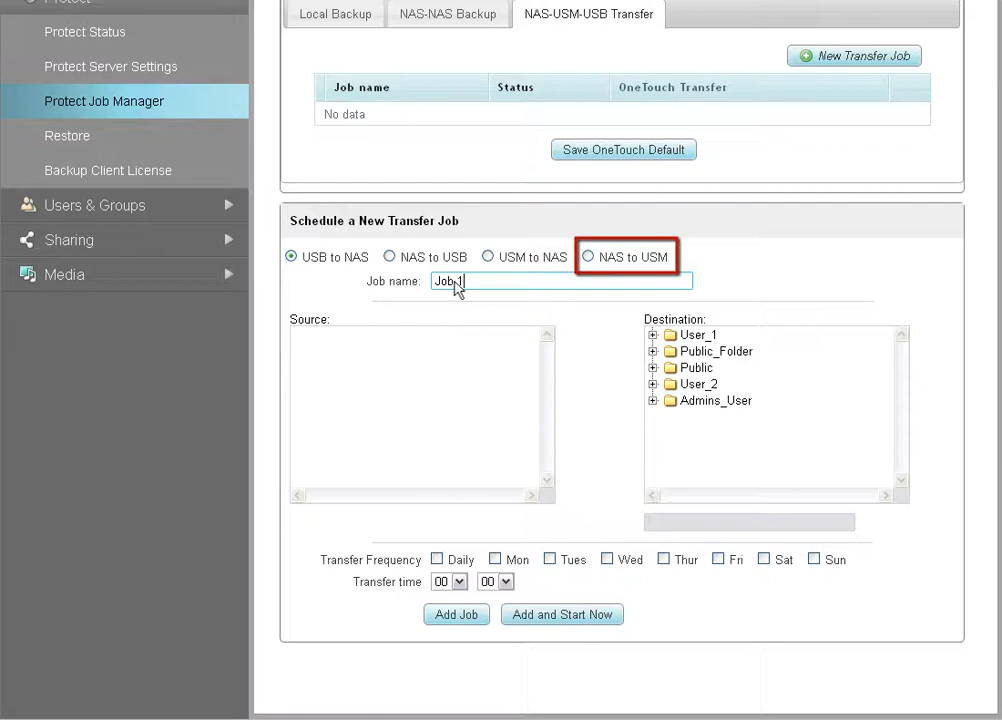 Protect
Protect Status
Protect Server Settings
Protect Job Manager
Restore
Backup Client License
Users & Groups
Sharing
Media
Local Backup
NAS-NAS Backup
NAS-USM-USB Transfer
New Transfer Job
Job name
Status
OneTouch Transfer
No data
Save OneTouch Default
Schedule a New Transfer Job
USB to NAS
NAS to USB
USM to NAS
NAS to USM
Job name: Job 1
Source:
Destination:
User_1
Public_Folder
Public
User_2
Admins_User
Transfer Frequency Daily Mon Tues Wed Thur Fri Sat Sun
Transfer time 00 00
Add Job
Add and Start Now